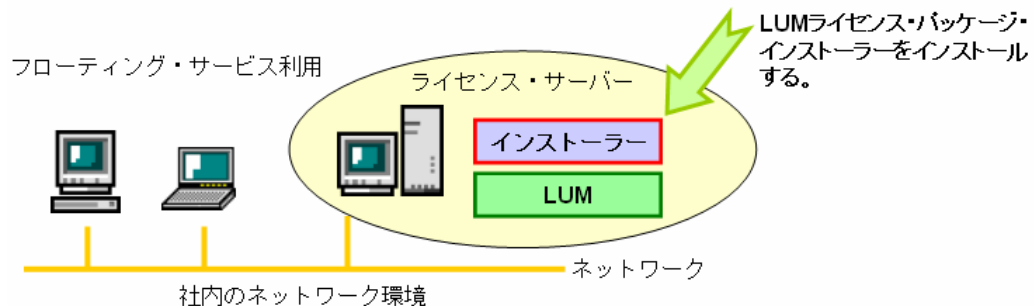 LUMライセンス・パッケージ・
インストーラーをインストール
する。
フローティング・サービス利用
ライセンス・サーバー
インストーラー
LUM
ネットワーク
社内のネットワーク環境